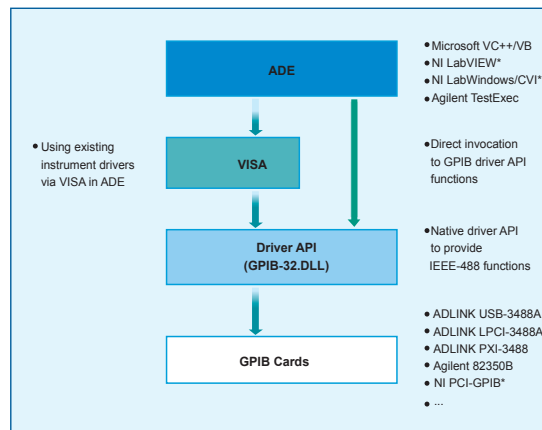 ADE
• Microsoft VC++/VB
• NI LabVIEW*
• NI LabWindows/CVI*
• Agilent TestExec
• Using existing
instrument drivers
via VISA in ADE
VISA
• Direct invocation
to GPIB driver API
functions
Driver API
(GPIB-32.DLL)
• Native driver API
to provide
IEEE-488 functions
GPIB Cards
• ADLINK USB-3488A
• ADLINK LPCI-3488A
• ADLINK PXI-3488
• Agilent 82350B
• NI PCI-GPIB*
• ...